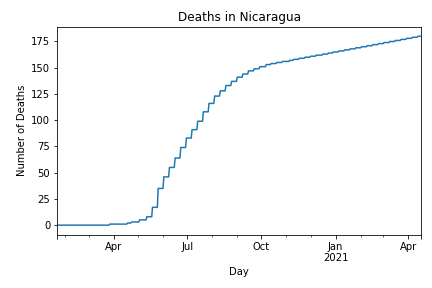 Deaths in Nicaragua
Number of Deaths
175
150
125
100
75
50
25
0
Apr
Jul
Oct
Jan
2021
Apr
Day